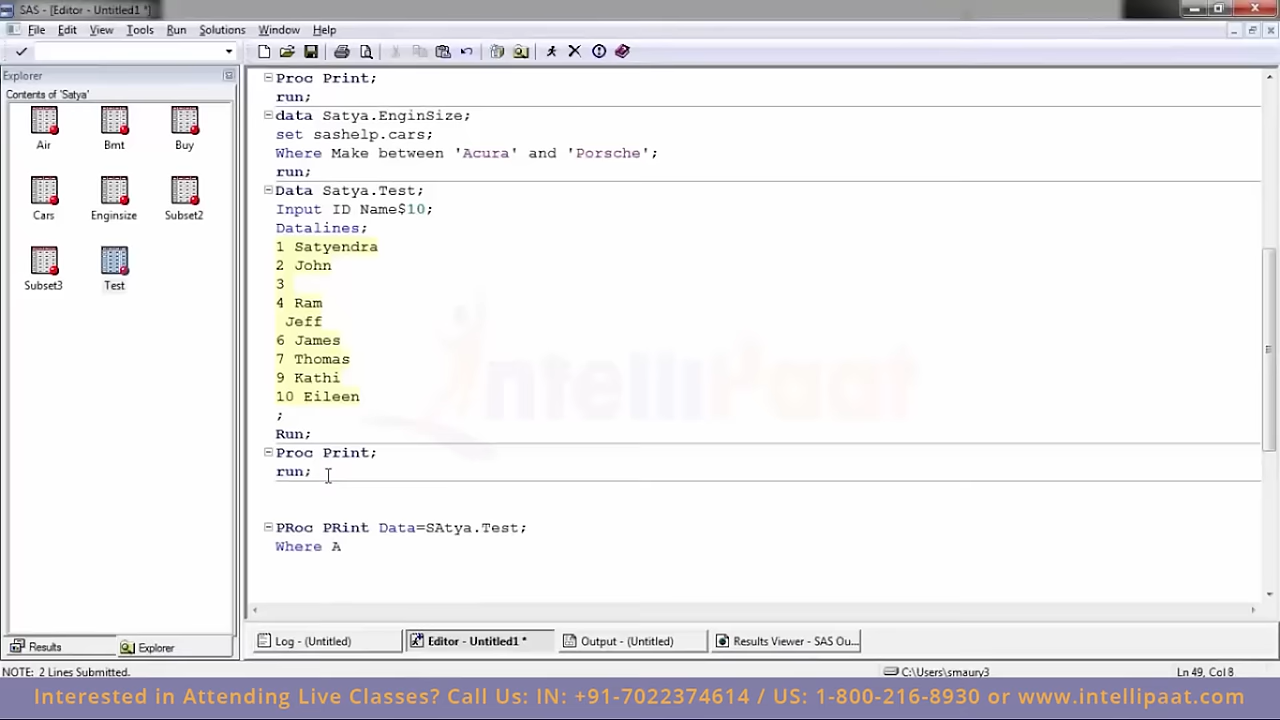 SAS - [Editor - Untitled1 *]
File Edit View Tools Run Solutions Window Help
Explorer
Contents of 'Satya'
Air Bmt Buy
Cars Enginsize Subset2
Subset3 Test
Proc Print;
run;
data Satya.EnginSize;
set sashelp.cars;
Where Make between 'Acura' and 'Porsche';
run;
Data Satya.Test;
Input ID Name$10;
Datalines;
1 Satyendra
2 John
3
4 Ram
Jeff
6 James
7 Thomas
9 Kathi
10 Eileen
;
Run;
Proc Print;
run;
PRoc PRint Data=SAtya.Test;
Where A
intelliPaat
Results Explorer
Log - (Untitled) Editor - Untitled1 * Output - (Untitled) Results Viewer - SAS Ou...
NOTE: 2 Lines Submitted. C:\Users\smaury3 Ln 49, Col 8
Interested in Attending Live Classes? Call Us: IN: +91-7022374614 / US: 1-800-216-8930 or www.intellipaat.com